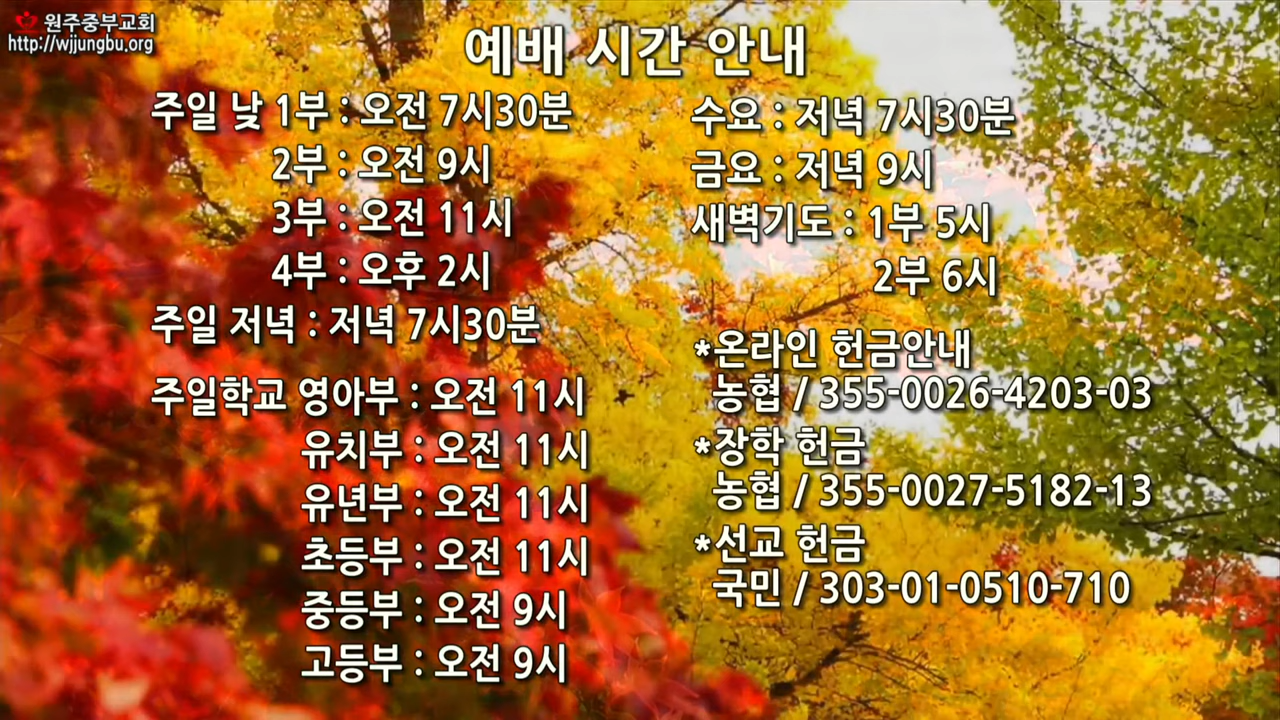 원주중부교회
http://wjjungbu.org
예배 시간 안내
주일 낮 1부 : 오전 7시30분
2부 : 오전 9시
3부 : 오전 11시
4부 : 오후 2시
주일 저녁 : 저녁 7시30분
주일학교 영아부 : 오전 11시
유치부 : 오전 11시
유년부 : 오전 11시
초등부 : 오전 11시
중등부 : 오전 9시
고등부 : 오전 9시
수요 : 저녁 7시30분
금요 : 저녁 9시
새벽기도 : 1부 5시
2부 6시
*온라인 헌금안내
농협 / 355-0026-4203-03
*장학 헌금
농협 / 355-0027-5182-13
*선교 헌금
국민 / 303-01-0510-710